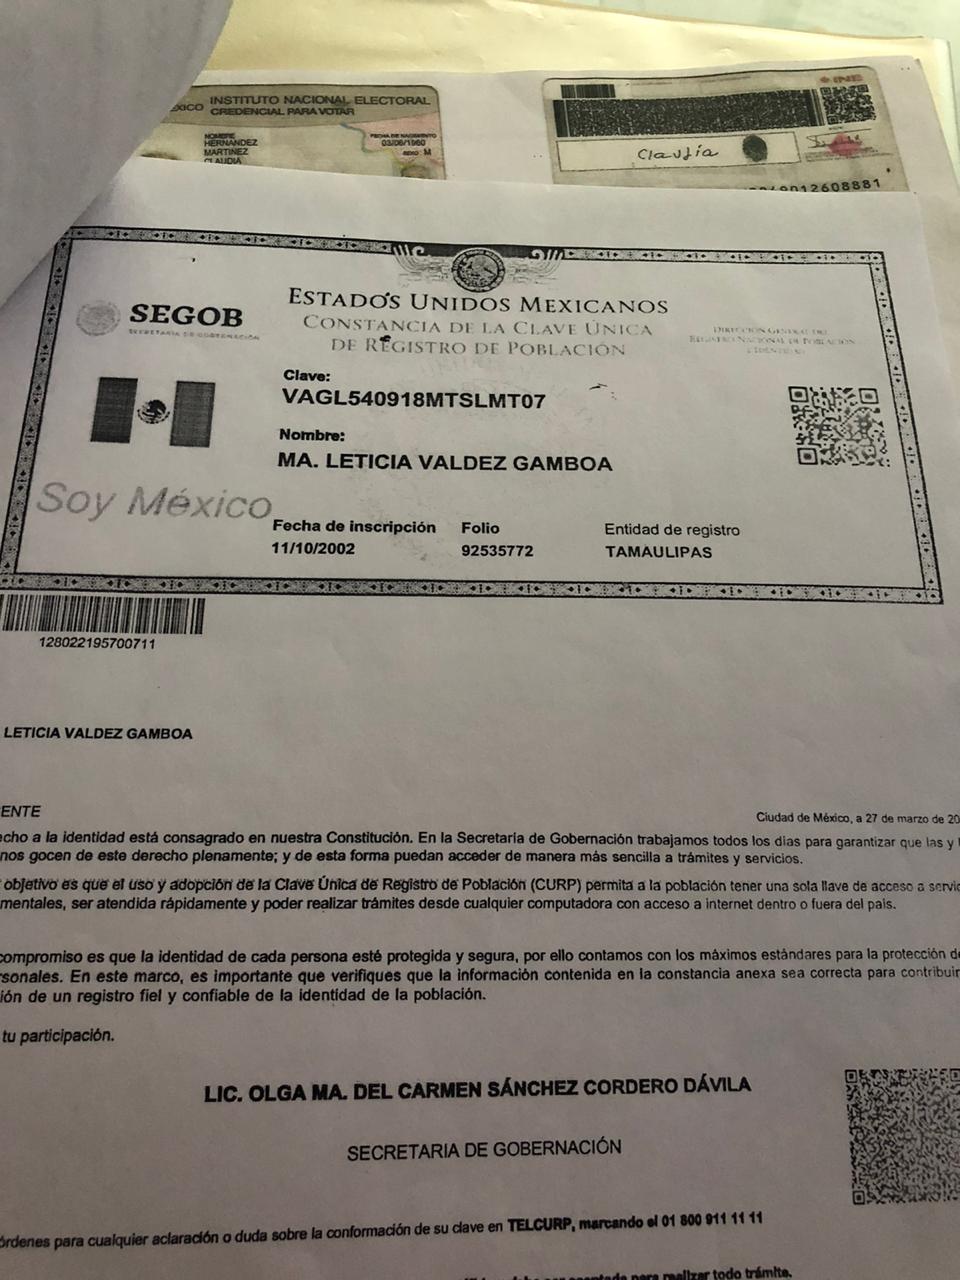 INSTITUTO NACIONAL ELECTORAL
CREDENCIAL PARA VOTAR
NOMBRE
HERNANDEZ
MARTINEZ
CLAUDIA
FECHA DE NACIMIENTO
03/06/1960
SEXO M
INE
Claudia
12608881
SEGOB
SECRETARÍA DE GOBERNACIÓN
ESTADOS UNIDOS MEXICANOS
CONSTANCIA DE LA CLAVE ÚNICA
DE REGISTRO DE POBLACIÓN
DIRECCIÓN GENERAL DEL
REGISTRO NACIONAL DE POBLACIÓN
E IDENTIDAD
Clave:
VAGL540918MTSLMT07
Nombre:
MA. LETICIA VALDEZ GAMBOA
Soy México
Fecha de inscripción
11/10/2002
Folio
92535772
Entidad de registro
TAMAULIPAS
128022195700711
LETICIA VALDEZ GAMBOA
ENTE
Ciudad de México, a 27 de marzo de 20
echo a la identidad está consagrado en nuestra Constitución. En la Secretaria de Gobernación trabajamos todos los días para garantizar que las y
nos gocen de este derecho plenamente; y de esta forma puedan acceder de manera más sencilla a trámites y servicios.
objetivo es que el uso y adopción de la Clave Única de Registro de Población (CURP) permita a la población tener una sola llave de acceso a servic
mentales, ser atendida rápidamente y poder realizar trámites desde cualquier computadora con acceso a internet dentro o fuera del país.
compromiso es que la identidad de cada persona esté protegida y segura, por ello contamos con los máximos estándares para la protección de
rsonales. En este marco, es importante que verifiques que la información contenida en la constancia anexa sea correcta para contribuir
ión de un registro fiel y confiable de la identidad de la población.
tu participación.
LIC. OLGA MA. DEL CARMEN SÁNCHEZ CORDERO DÁVILA
SECRETARIA DE GOBERNACIÓN
órdenes para cualquier aclaración o duda sobre la conformación de su clave en TELCURP, marcando el 01 800 911 11 11
para realizar todo trámite.